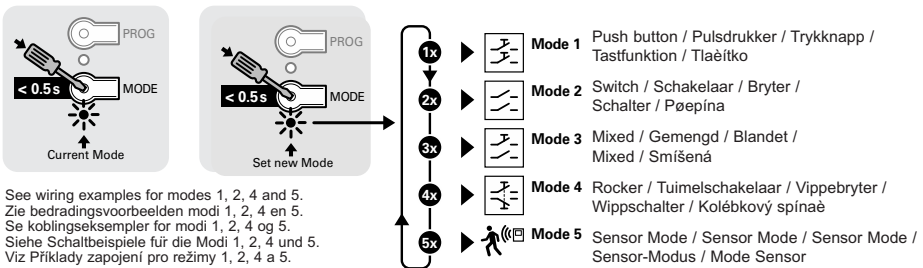 PROG
< 0.5 s
MODE
Current Mode
PROG
< 0.5 s
MODE
Set new Mode
1x
Mode 1
Push button / Pulsdrukker / Trykknapp /
Tastfunktion / Tlaèítko
2x
Mode 2
Switch / Schakelaar / Bryter /
Schalter / Pøepína
3x
Mode 3
Mixed / Gemengd / Blandet /
Mixed / Smíšená
4x
Mode 4
Rocker / Tuimelschakelaar / Vippebryter /
Wippschalter / Kolébkový spínaè
5x
Mode 5
Sensor Mode / Sensor Mode / Sensor Mode /
Sensor-Modus / Mode Sensor
See wiring examples for modes 1, 2, 4 and 5.
Zie bedradingsvoorbeelden modi 1, 2, 4 en 5.
Se koblingseksempler for modi 1, 2, 4 og 5.
Siehe Schaltbeispiele für die Modi 1, 2, 4 und 5.
Viz Příklady zapojení pro režimy 1, 2, 4 a 5.